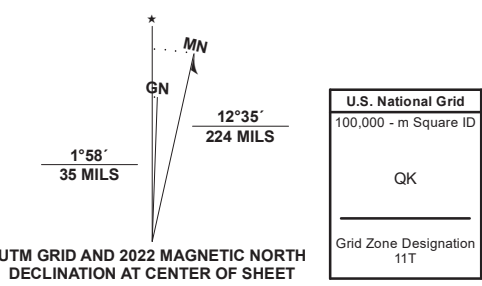 ★
MN
GN
12°35´
224 MILS
1°58´
35 MILS
UTM GRID AND 2022 MAGNETIC NORTH
DECLINATION AT CENTER OF SHEET
U.S. National Grid
100,000 - m Square ID
QK
Grid Zone Designation
11T